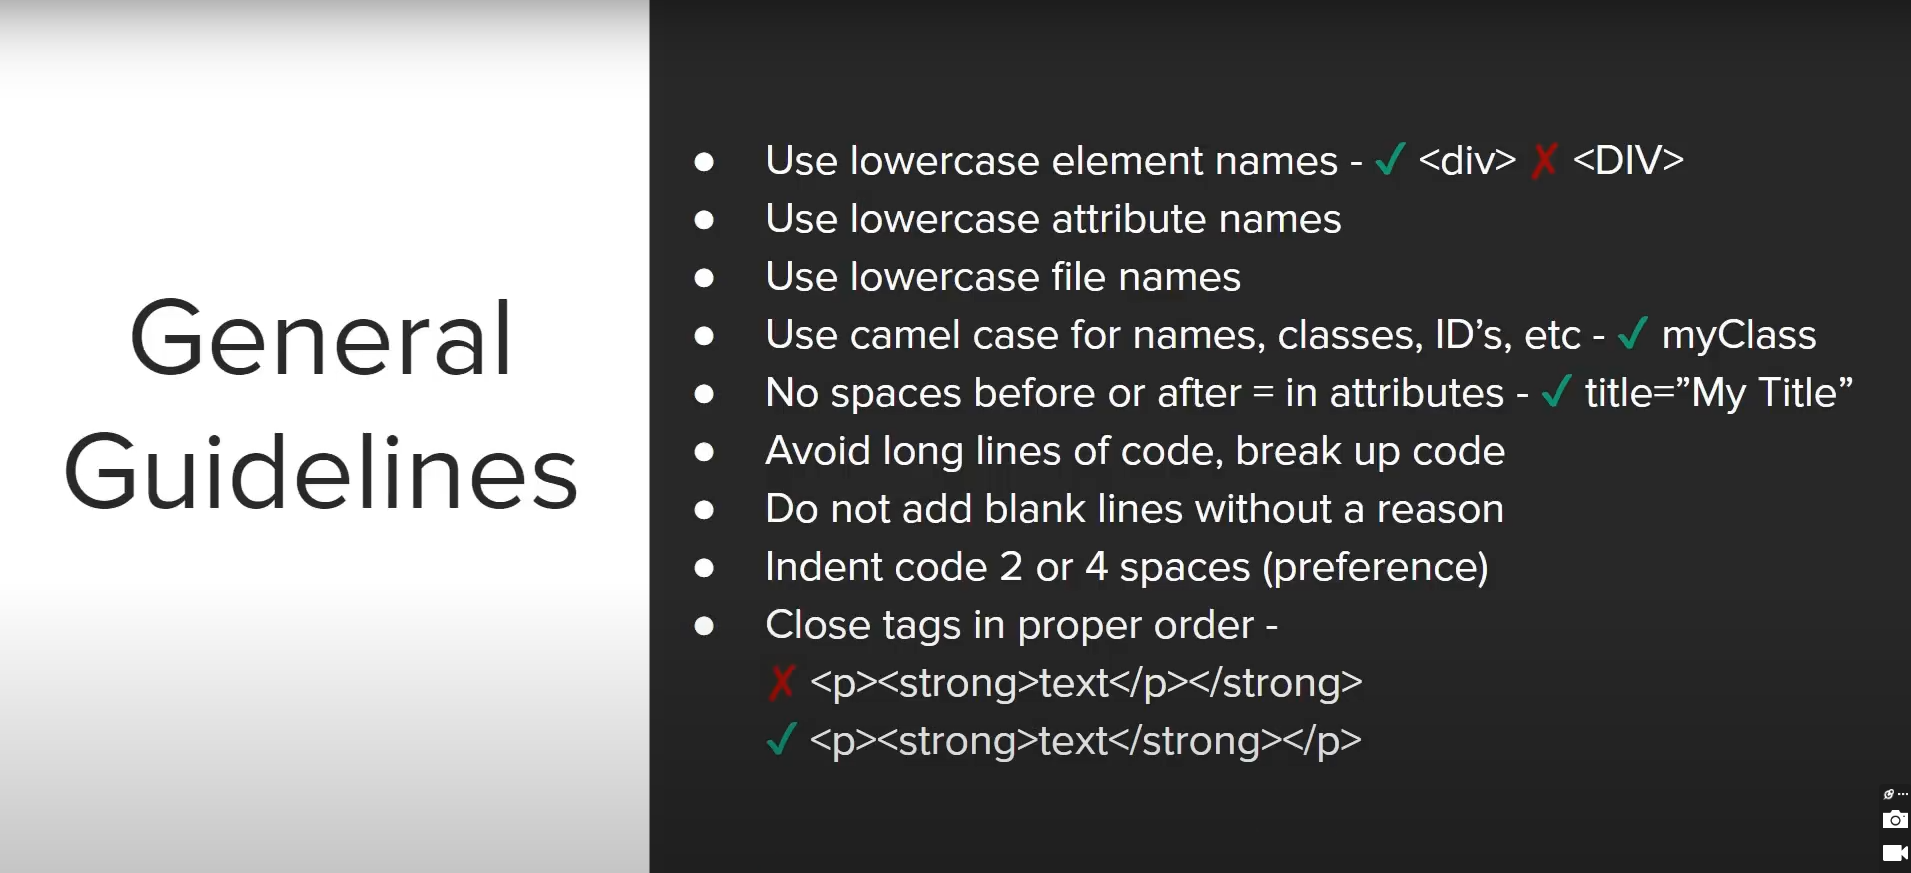 General
Guidelines
● Use lowercase element names - ✓ <div> ✗ <DIV>
● Use lowercase attribute names
● Use lowercase file names
● Use camel case for names, classes, ID’s, etc - ✓ myClass
● No spaces before or after = in attributes - ✓ title=”My Title”
● Avoid long lines of code, break up code
● Do not add blank lines without a reason
● Indent code 2 or 4 spaces (preference)
● Close tags in proper order -
✗ <p><strong>text</p></strong>
✓ <p><strong>text</strong></p>